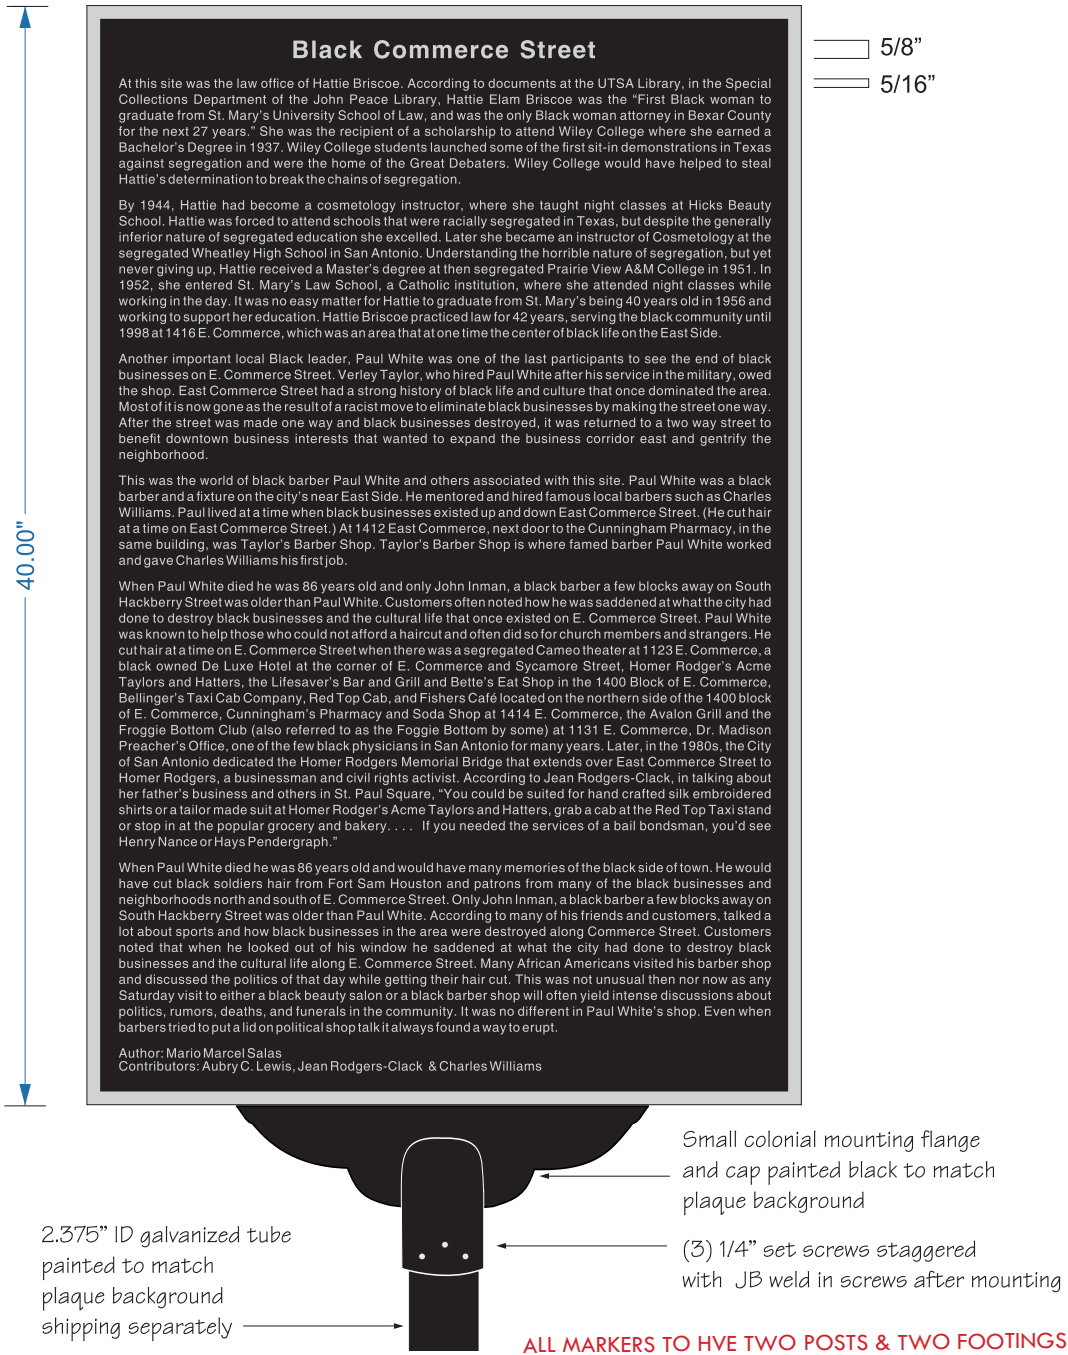 Black Commerce Street
5/8”
5/16”
At this site was the law office of Hattie Briscoe. According to documents at the UTSA Library, in the Special
Collections Department of the John Peace Library, Hattie Elam Briscoe was the “First Black woman to
graduate from St. Mary’s University School of Law, and was the only Black woman attorney in Bexar County
for the next 27 years.” She was the recipient of a scholarship to attend Wiley College where she earned a
Bachelor’s Degree in 1937. Wiley College students launched some of the first sit-in demonstrations in Texas
against segregation and were the home of the Great Debaters. Wiley College would have helped to steal
Hattie’s determination to break the chains of segregation.
By 1944, Hattie had become a cosmetology instructor, where she taught night classes at Hicks Beauty
School. Hattie was forced to attend schools that were racially segregated in Texas, but despite the generally
inferior nature of segregated education she excelled. Later she became an instructor of Cosmetology at the
segregated Wheatley High School in San Antonio. Understanding the horrible nature of segregation, but yet
never giving up, Hattie received a Master’s degree at then segregated Prairie View A&M College in 1951. In
1952, she entered St. Mary’s Law School, a Catholic institution, where she attended night classes while
working in the day. It was no easy matter for Hattie to graduate from St. Mary’s being 40 years old in 1956 and
working to support her education. Hattie Briscoe practiced law for 42 years, serving the black community until
1998 at 1416 E. Commerce, which was an area that at one time the center of black life on the East Side.
Another important local Black leader, Paul White was one of the last participants to see the end of black
businesses on E. Commerce Street. Verley Taylor, who hired Paul White after his service in the military, owed
the shop. East Commerce Street had a strong history of black life and culture that once dominated the area.
Most of it is now gone as the result of a racist move to eliminate black businesses by making the street one way.
After the street was made one way and black businesses destroyed, it was returned to a two way street to
benefit downtown business interests that wanted to expand the business corridor east and gentrify the
neighborhood.
This was the world of black barber Paul White and others associated with this site. Paul White was a black
barber and a fixture on the city’s near East Side. He mentored and hired famous local barbers such as Charles
Williams. Paul lived at a time when black businesses existed up and down East Commerce Street. (He cut hair
at a time on East Commerce Street.) At 1412 East Commerce, next door to the Cunningham Pharmacy, in the
same building, was Taylor’s Barber Shop. Taylor’s Barber Shop is where famed barber Paul White worked
and gave Charles Williams his first job.
When Paul White died he was 86 years old and only John Inman, a black barber a few blocks away on South
Hackberry Street was older than Paul White. Customers often noted how he was saddened at what the city had
done to destroy black businesses and the cultural life that once existed on E. Commerce Street. Paul White
was known to help those who could not afford a haircut and often did so for church members and strangers. He
cut hair at a time on E. Commerce Street when there was a segregated Cameo theater at 1123 E. Commerce, a
black owned De Luxe Hotel at the corner of E. Commerce and Sycamore Street, Homer Rodger’s Acme
Taylors and Hatters, the Lifesaver’s Bar and Grill and Bette’s Eat Shop in the 1400 Block of E. Commerce,
Bellinger’s Taxi Cab Company, Red Top Cab, and Fishers Café located on the northern side of the 1400 block
of E. Commerce, Cunningham’s Pharmacy and Soda Shop at 1414 E. Commerce, the Avalon Grill and the
Froggie Bottom Club (also referred to as the Foggie Bottom by some) at 1131 E. Commerce, Dr. Madison
Preacher’s Office, one of the few black physicians in San Antonio for many years. Later, in the 1980s, the City
of San Antonio dedicated the Homer Rodgers Memorial Bridge that extends over East Commerce Street to
Homer Rodgers, a businessman and civil rights activist. According to Jean Rodgers-Clack, in talking about
her father’s business and others in St. Paul Square, “You could be suited for hand crafted silk embroidered
shirts or a tailor made suit at Homer Rodger’s Acme Taylors and Hatters, grab a cab at the Red Top Taxi stand
or stop in at the popular grocery and bakery. . . . If you needed the services of a bail bondsman, you’d see
Henry Nance or Hays Pendergraph.”
When Paul White died he was 86 years old and would have many memories of the black side of town. He would
have cut black soldiers hair from Fort Sam Houston and patrons from many of the black businesses and
neighborhoods north and south of E. Commerce Street. Only John Inman, a black barber a few blocks away on
South Hackberry Street was older than Paul White. According to many of his friends and customers, talked a
lot about sports and how black businesses in the area were destroyed along Commerce Street. Customers
noted that when he looked out of his window he saddened at what the city had done to destroy black
businesses and the cultural life along E. Commerce Street. Many African Americans visited his barber shop
and discussed the politics of that day while getting their hair cut. This was not unusual then nor now as any
Saturday visit to either a black beauty salon or a black barber shop will often yield intense discussions about
politics, rumors, deaths, and funerals in the community. It was no different in Paul White’s shop. Even when
barbers tried to put a lid on political shop talk it always found a way to erupt.
Author: Mario Marcel Salas
Contributors: Aubry C. Lewis, Jean Rodgers-Clack & Charles Williams
40.00"
Small colonial mounting flange
and cap painted black to match
plaque background
2.375” ID galvanized tube
painted to match
plaque background
shipping separately
(3) 1/4” set screws staggered
with JB weld in screws after mounting
ALL MARKERS TO HVE TWO POSTS & TWO FOOTINGS